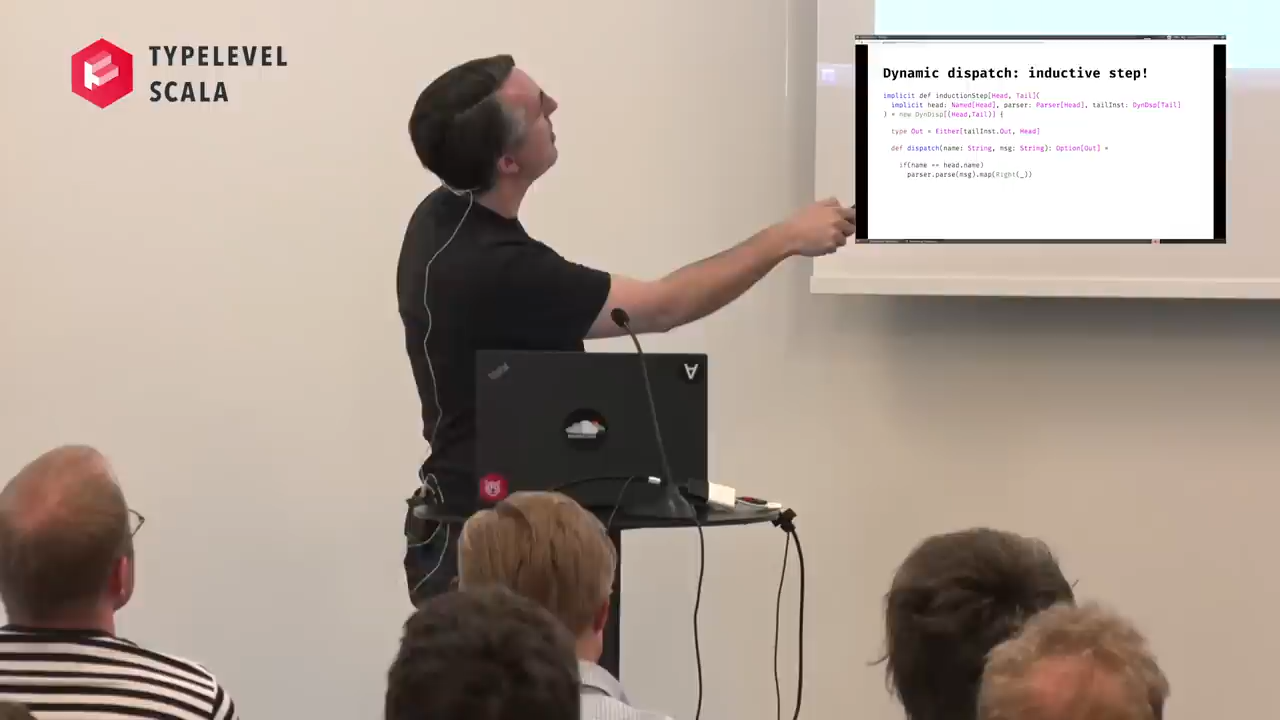 TYPELEVEL
SCALA
Dynamic dispatch: inductive step!
implicit def inductionStep[Head, Tail](
implicit head: Named[Head], parser: Parser[Head], tailInst: DynDsp[Tail]
) = new DynDisp[(Head,Tail)] {
type Out = Either[tailInst.Out, Head]
def dispatch(name: String, msg: String): Option[Out] =
if(name == head.name)
parser.parse(msg).map(Right(_))